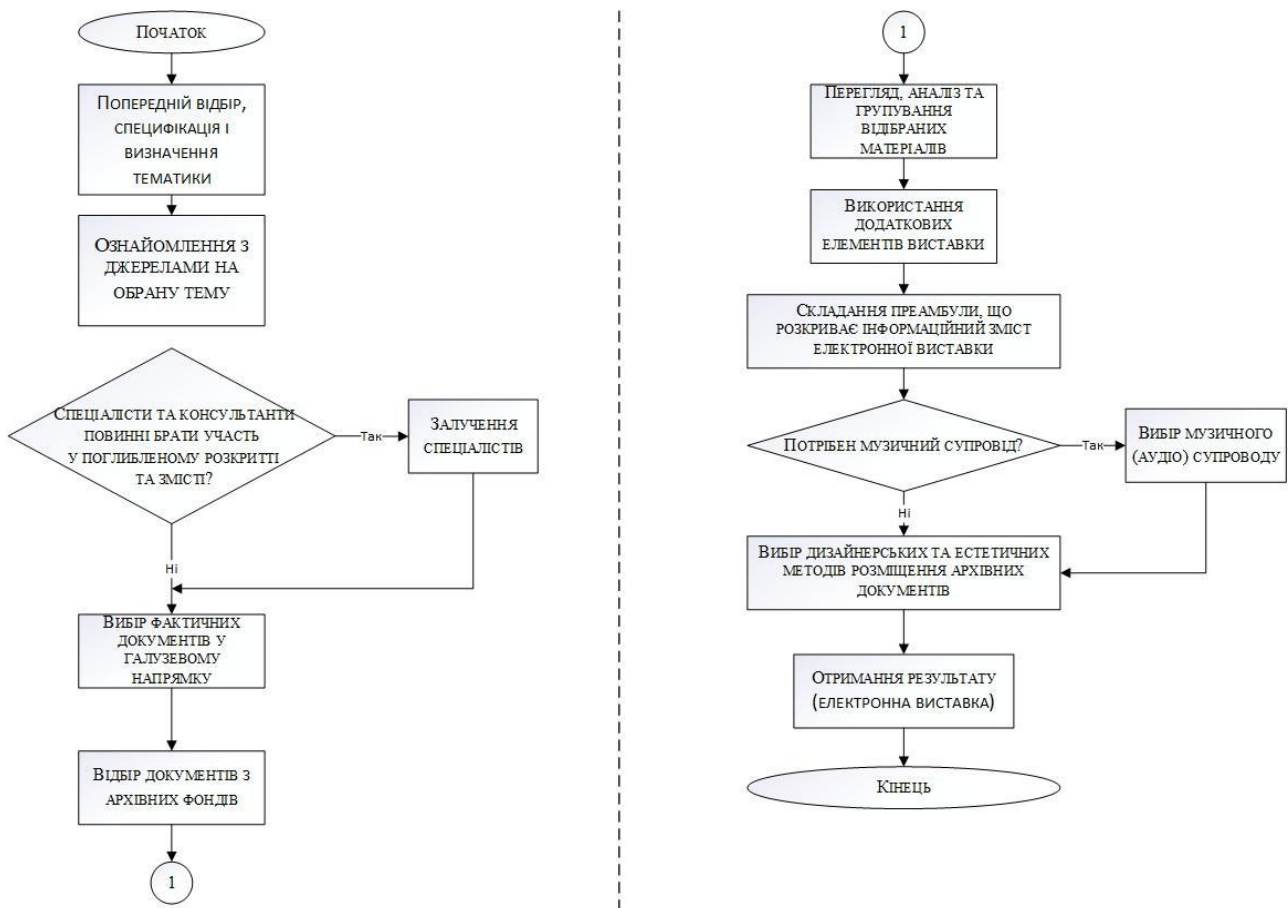 Початок
Попередній відбір,
специфікація і
визначення
тематики
Ознайомлення з
джерелами на
обрану тему
Спеціалісти та консультанти
повинні брати участь
у поглибленому розкритті
та змісті?
Так
Залучення
спеціалістів
Ні
Вибір фактичних
документів у
галузевому
напрямку
Відбір документів з
архівних фондів
1
1
Перегляд, аналіз та
групування
відібраних
матеріалів
Використання
додаткових
елементів виставки
Складання преамбули, що
розкриває інформаційний зміст
електронної виставки
Потрібен музичний супровід?
Так
Вибір музичного
(аудіо) супроводу
Ні
Вибір дизайнерських та естетичних
методів розміщення архівних
документів
Отримання результату
(електронна виставка)
Кінець